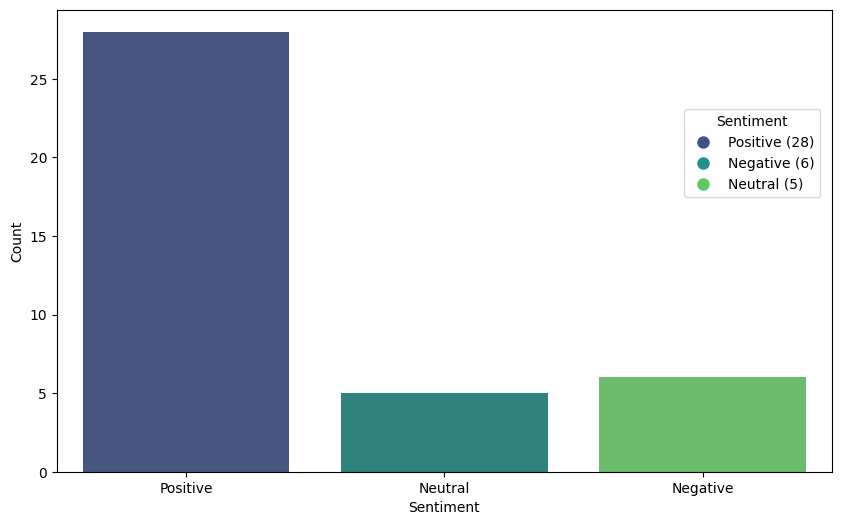 25
20
15
10
5
0
Count
Sentiment
Positive (28)
Negative (6)
Neutral (5)
Positive
Neutral
Negative
Sentiment